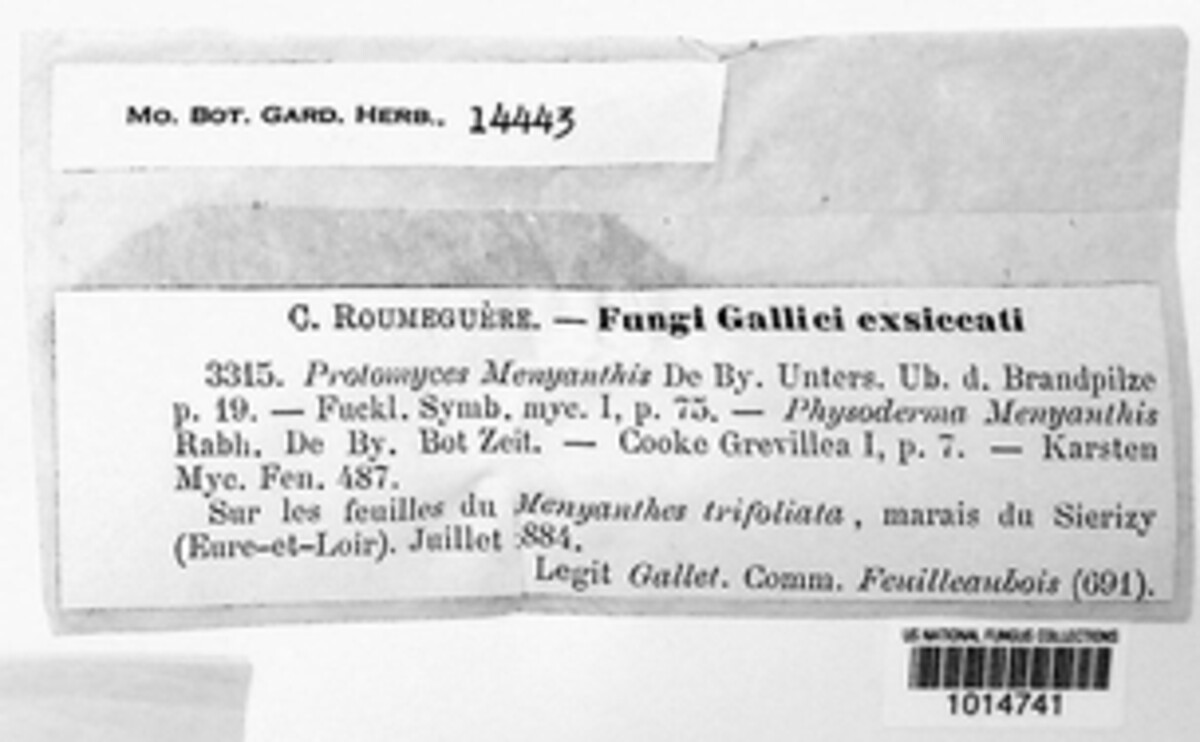 MO. BOT. GARD. HERB.. 14443
C. ROUMEGUÈRE. — Fungi Gallici exsiccati
3315. Protomyces Menyanthis De By. Unters. Ub. d. Brandpilze
p. 19. — Fuckl. Symb. myc. I, p. 75. — Physoderma Menyanthis
Rabh. De By. Bot Zeit. — Cooke Grevillea I, p. 7. — Karsten
Myc. Fen. 487.
Sur les feuilles du Menyanthes trifoliata, marais du Sierizy
(Eure-et-Loir). Juillet 884.
Legit Gallet. Comm. Feuilleaubois (691).
US NATIONAL FUNGUS COLLECTIONS
1014741